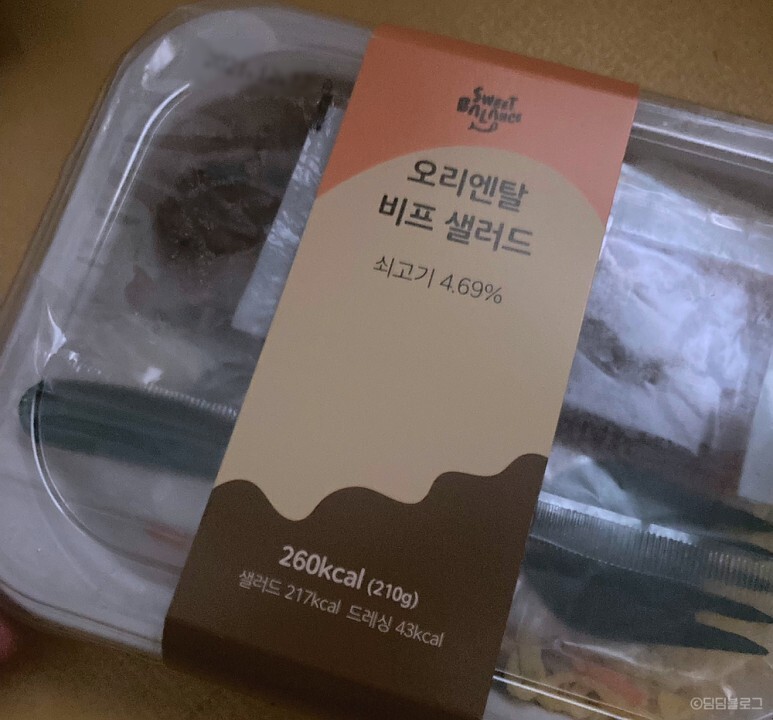 SWEET
BALANCE
오리엔탈
비프 샐러드
쇠고기 4.69%
260kcal (210g)
샐러드 217kcal 드레싱 43kcal
©딤딤블로그